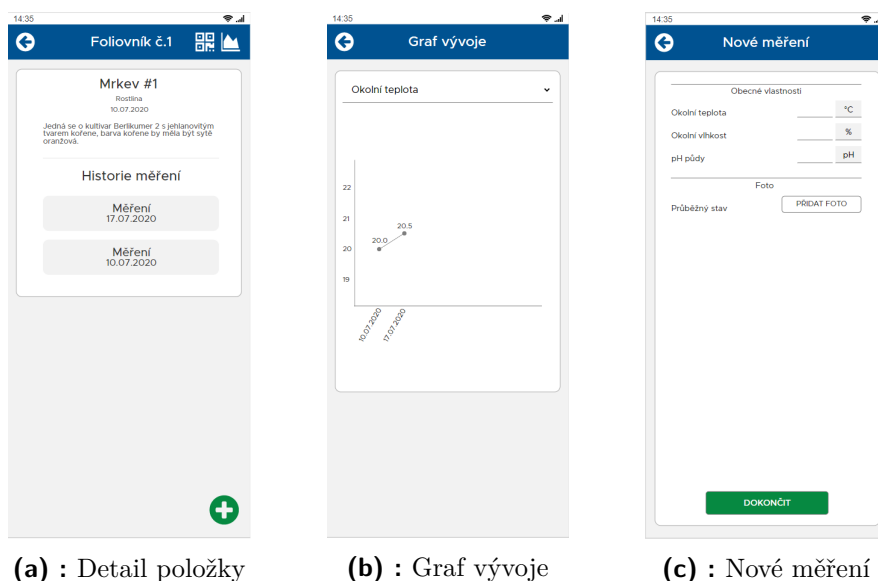 14:35
Foliovník č.1
Mrkev #1
Rostlina
10.07.2020
Jedná se o kultivar Berlikumer 2 s jehlanovitým
tvarem kořene, barva kořene by měla být sytě
oranžová.
Historie měření
Měření
17.07.2020
Měření
10.07.2020
(a) : Detail položky
14:35
Graf vývoje
Okolní teplota
22
21
20
19
20.0
20.5
10.07.2020
17.07.2020
(b) : Graf vývoje
14:35
Nové měření
Obecné vlastnosti
Okolní teplota °C
Okolní vlhkost %
pH půdy pH
Foto
Průběžný stav PŘIDAT FOTO
DOKONČIT
(c) : Nové měření